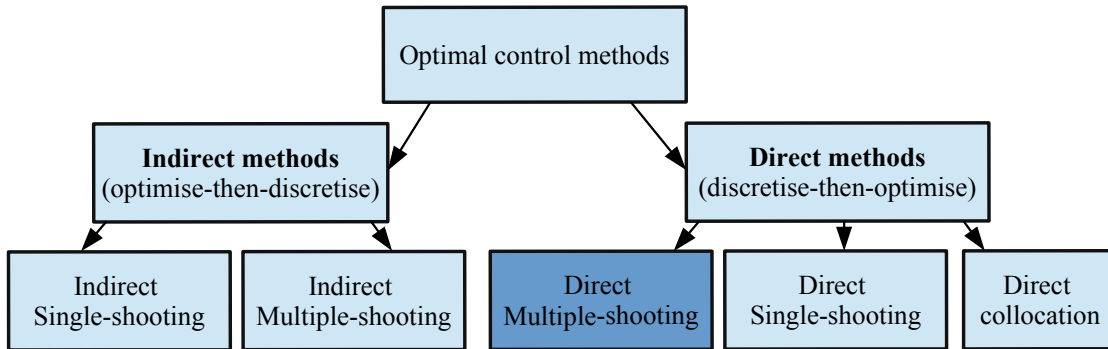 Optimal control methods
Indirect methods
(optimise-then-discretise)
Direct methods
(discretise-then-optimise)
Indirect
Single-shooting
Indirect
Multiple-shooting
Direct
Multiple-shooting
Direct
Single-shooting
Direct
collocation